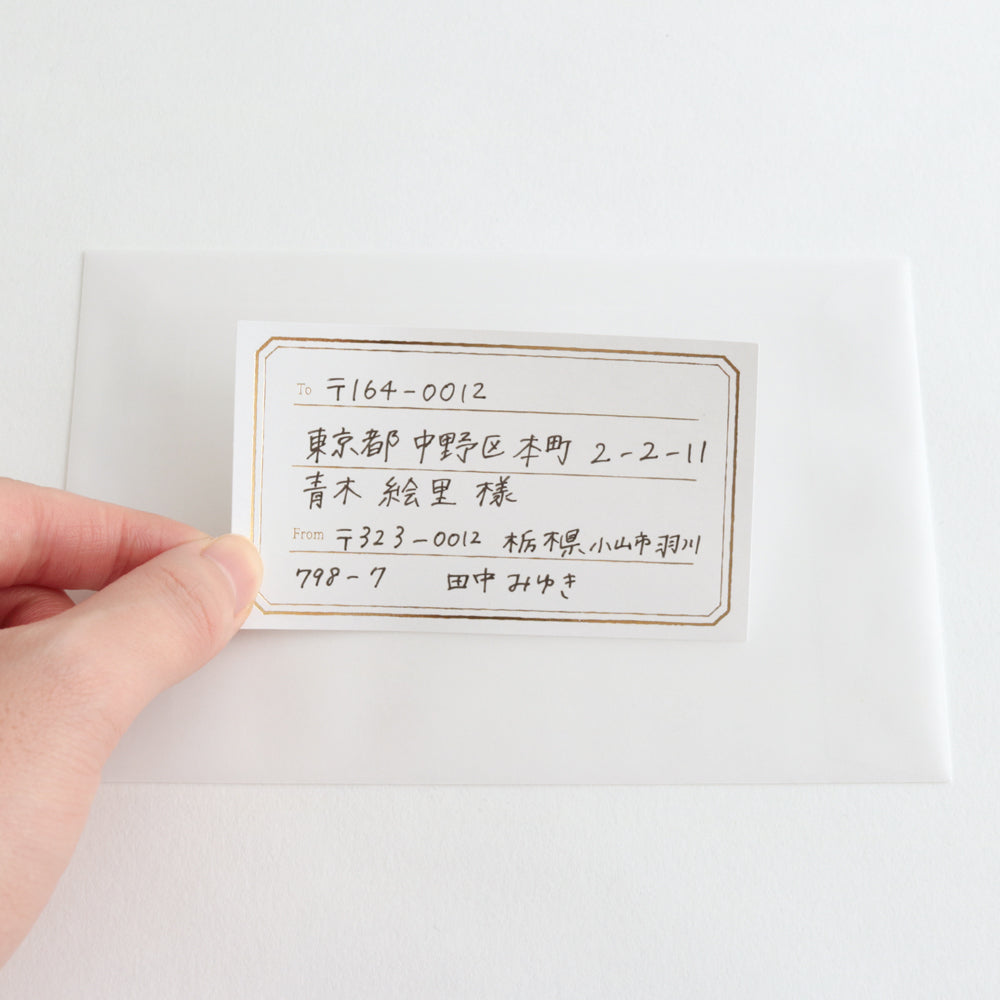 To 〒164-0012
東京都 中野区 本町 2-2-11
青木 絵里 様
From 〒323-0012 栃木県小山市羽川
798-7 田中みゆき